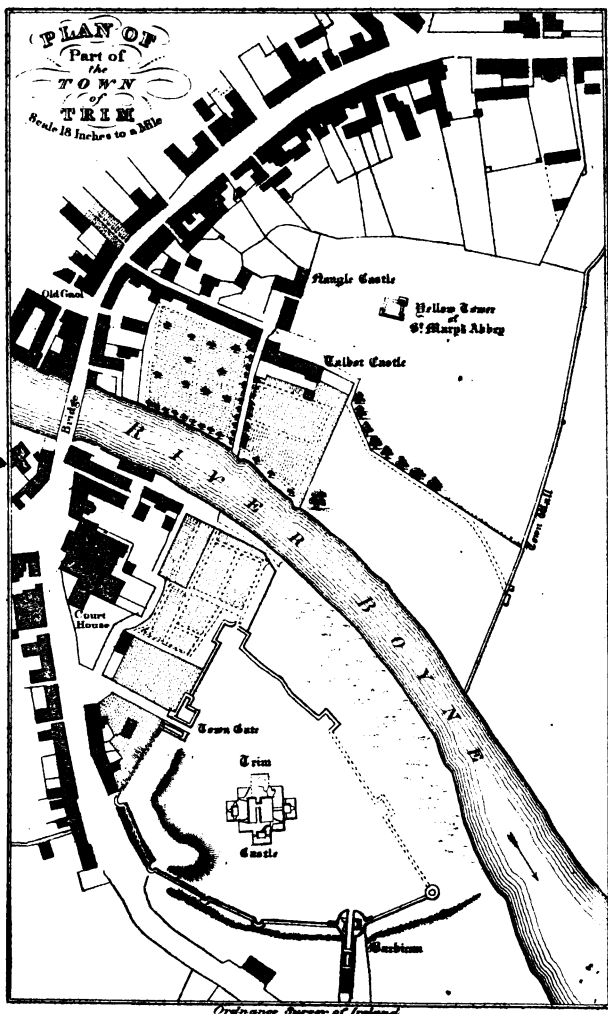 PLAN OF
Part of
the
TOWN
of
TRIM
Scale 18 Inches to a Mile
Old Gaol
Nangle Castle
Yellow Tower
of
St. Mary's Abbey
Talbot Castle
Bridge
RIVER BOYNE
Town Wall
Court
House
Town Gate
Trim
Castle
Barbican
Ordnance Survey of Ireland